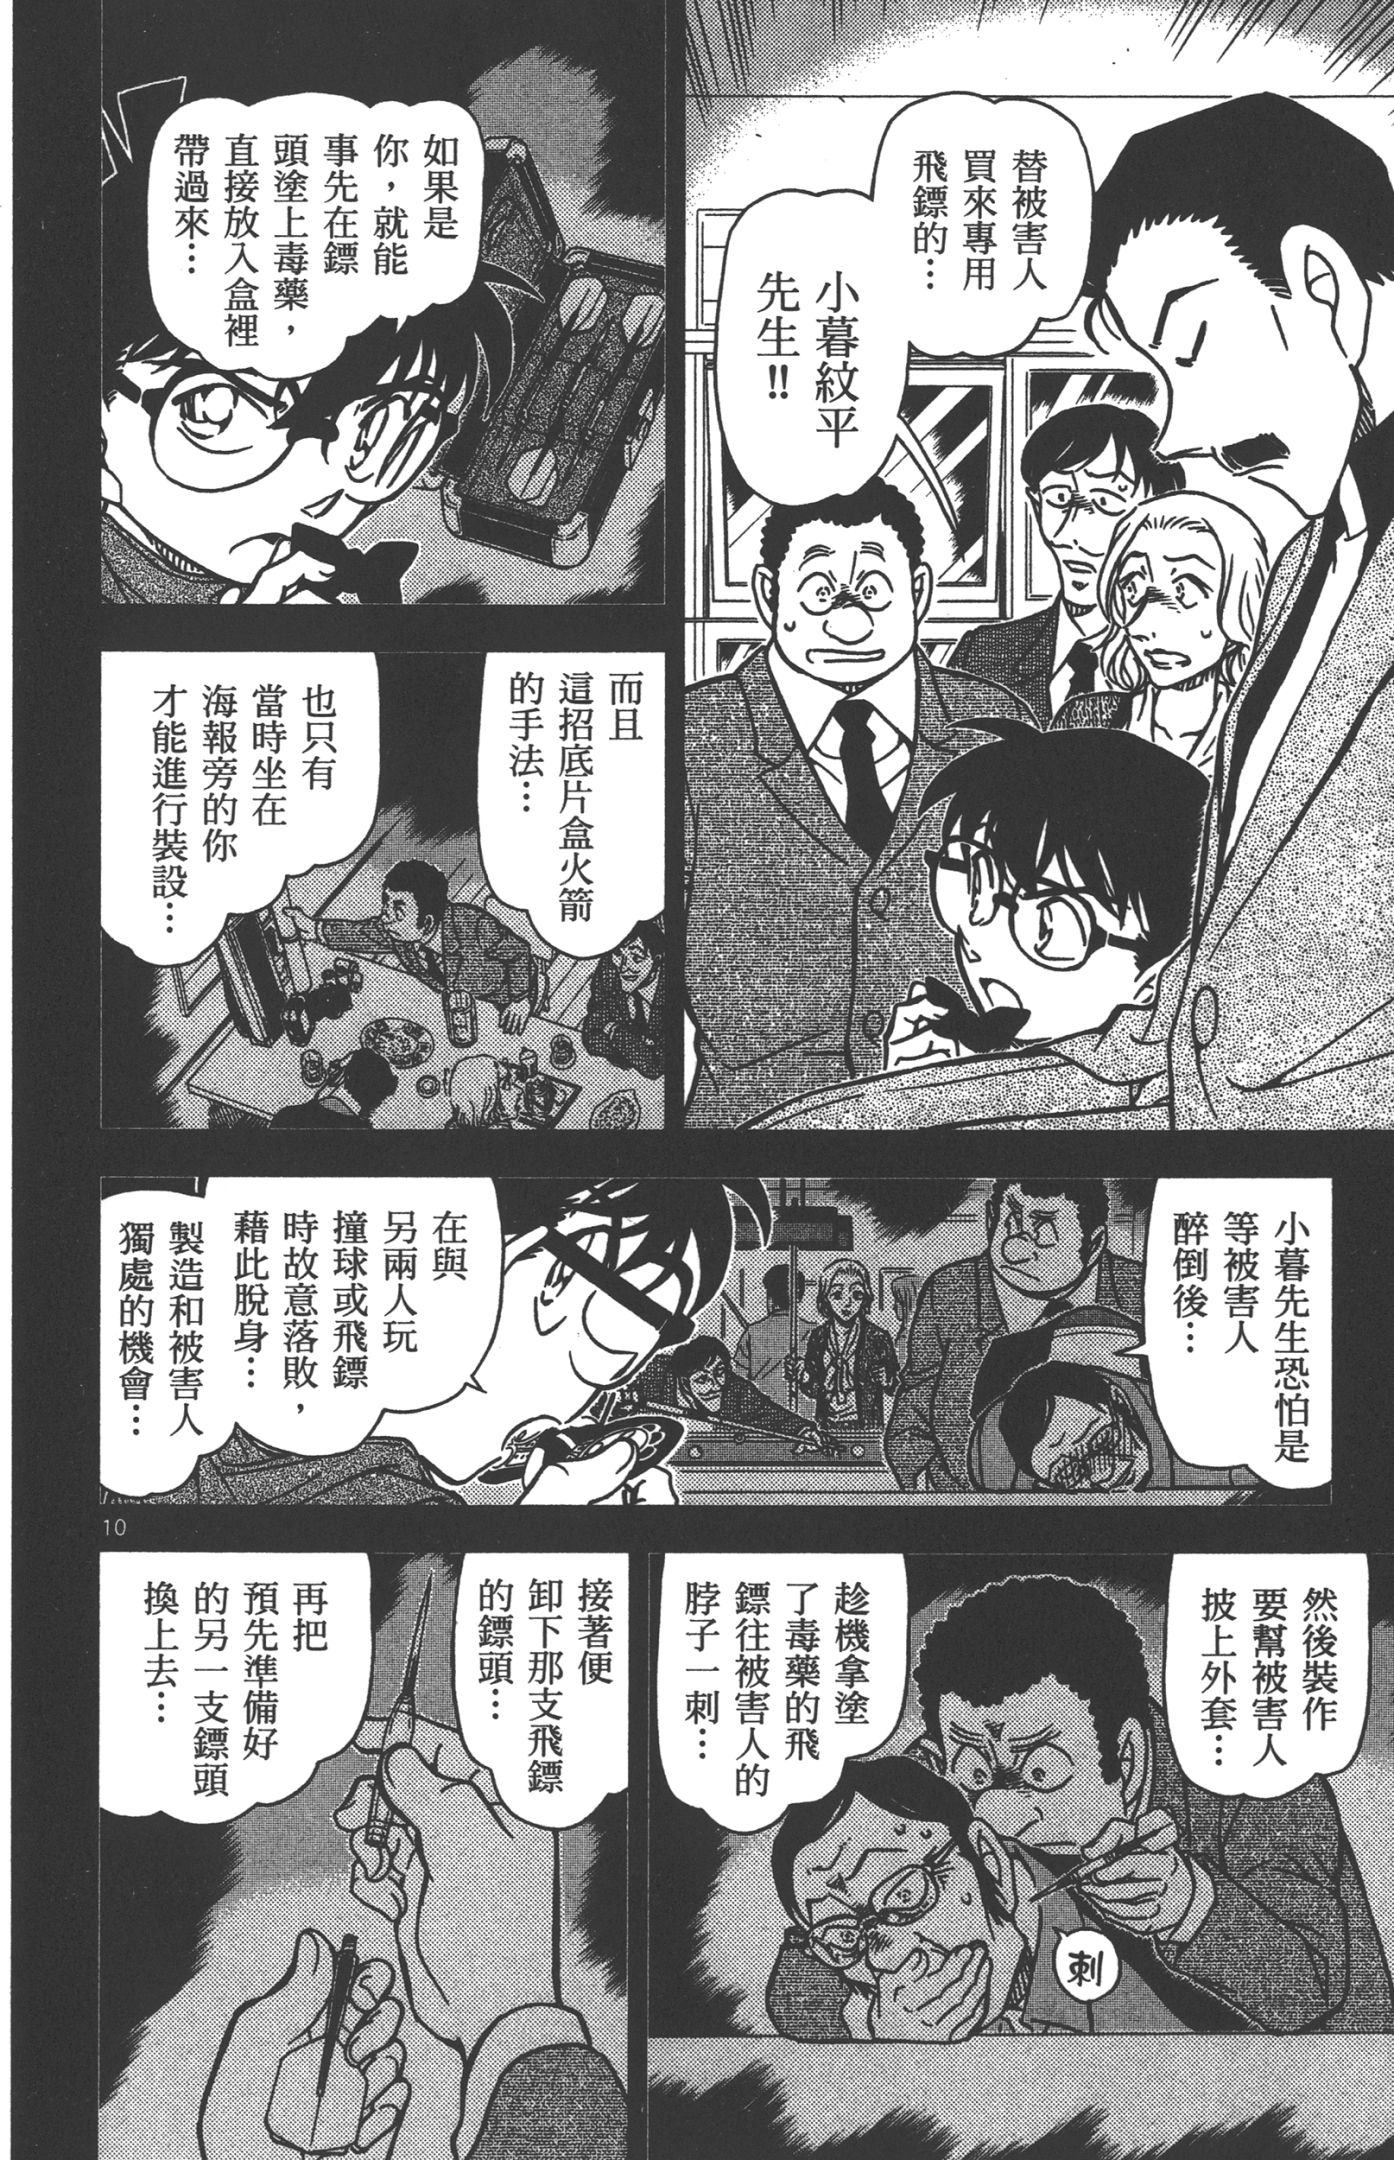 替被害人
買來專用
飛鏢的…
小暮紋平
先生!!
如果是
你，就能
事先在鏢
頭塗上毒藥，
直接放入盒裡
帶過來…
而且
這招底片盒火箭
的手法…
也只有
當時坐在
海報旁的你
才能進行裝設…
小暮先生恐怕是
等被害人
醉倒後…
在與
另兩人玩
撞球或飛鏢
時故意落敗，
藉此脫身…
製造和被害人
獨處的機會…
然後裝作
要幫被害人
披上外套…
趁機拿塗
了毒藥的飛
鏢往被害人的
脖子一刺…
刺
接著便
卸下那支飛鏢
的鏢頭…
再把
預先準備好
的另一支鏢頭
換上去…
10